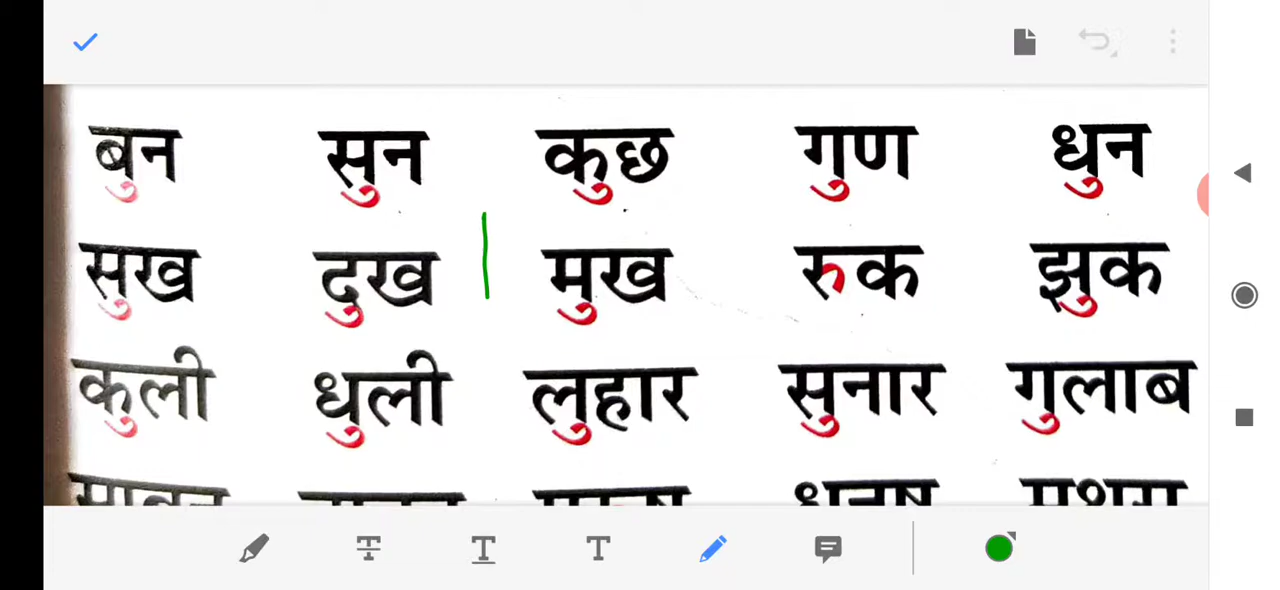 बुन सुन कुछ गुण धुन
सुख दुख मुख रुक झुक
कुली धुली लुहार सुनार गुलाब